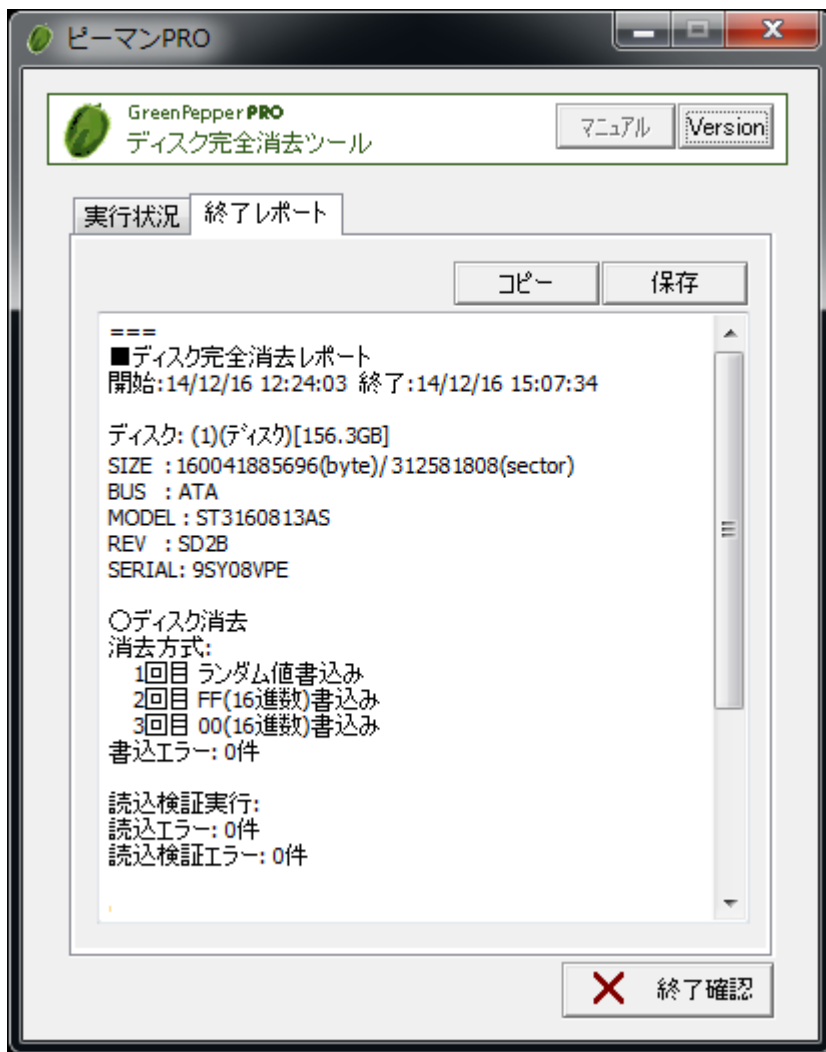 ピーマンPRO
GreenPepper PRO
ディスク完全消去ツール
マニュアル
Version
実行状況
終了レポート
コピー
保存
===
■ディスク完全消去レポート
開始:14/12/16 12:24:03 終了:14/12/16 15:07:34
ディスク: (1)(ディスク)[156.3GB]
SIZE :160041885696(byte)/312581808(sector)
BUS :ATA
MODEL : ST3160813AS
REV :SD2B
SERIAL: 9SY08VPE
○ディスク消去
消去方式:
1回目 ランダム値書込み
2回目 FF(16進数)書込み
3回目 00(16進数)書込み
書込エラー: 0件
読込検証実行:
読込エラー: 0件
読込検証エラー: 0件
終了確認